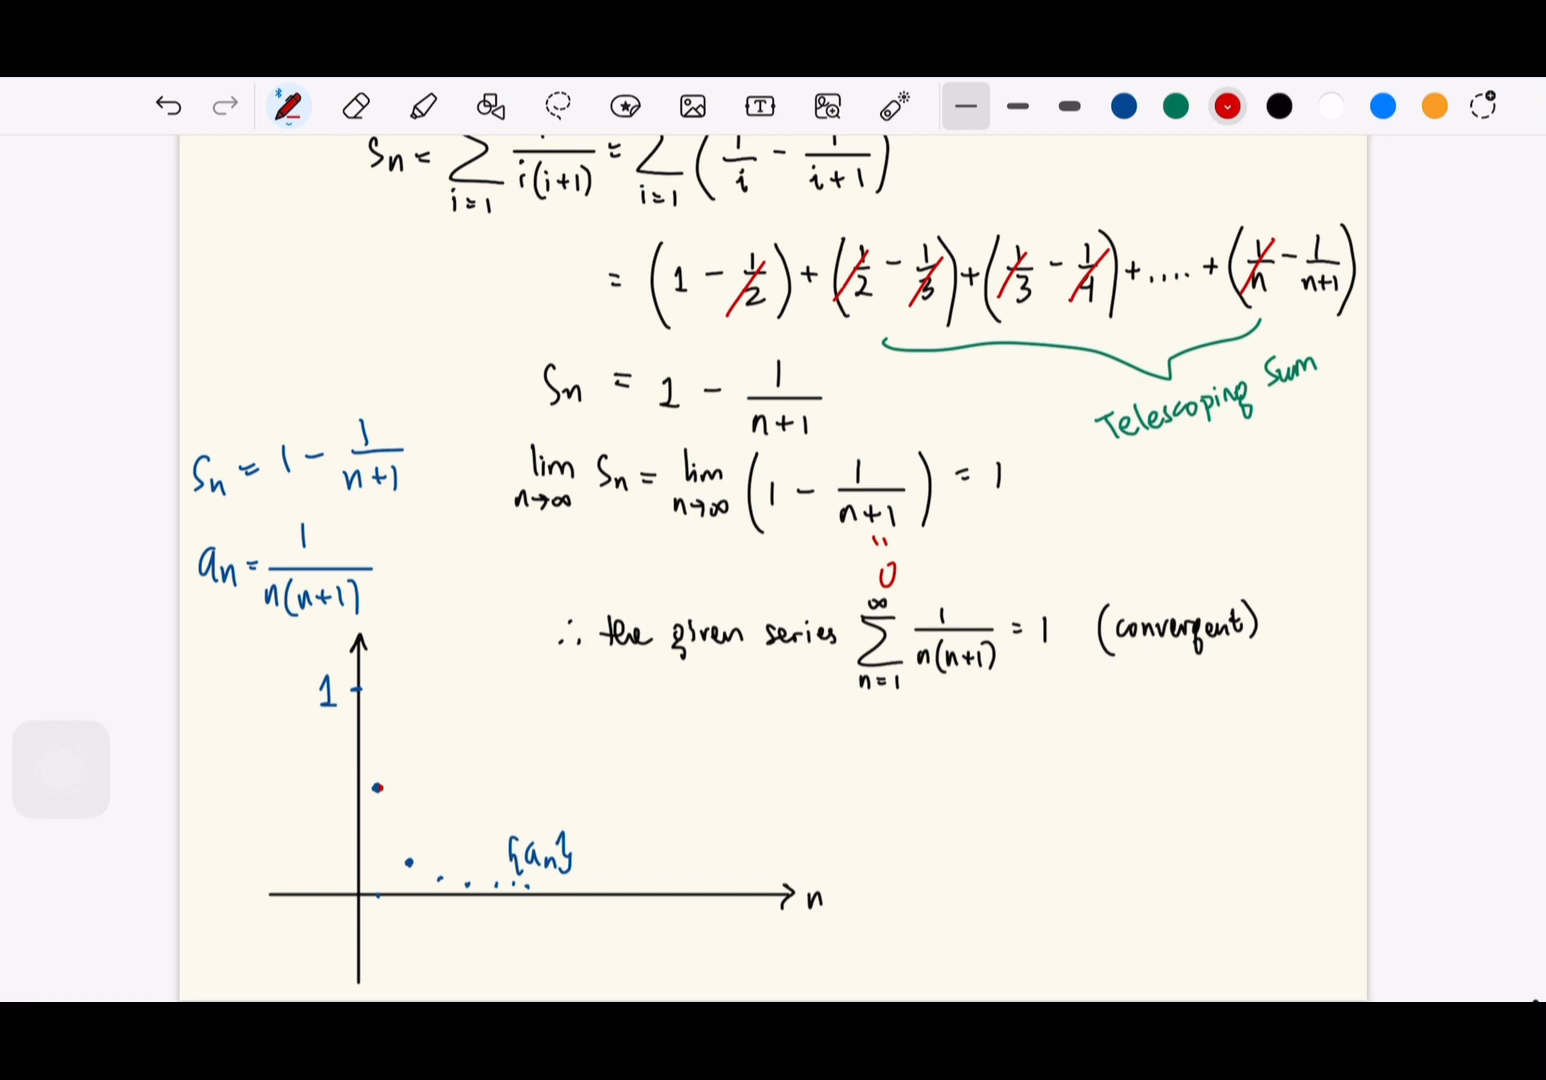 Sn = ∑ i=1 1/i(i+1) = ∑ i=1 (1/i - 1/i+1)
= (1 - 1/2) + (1/2 - 1/3) + (1/3 - 1/4) + .... + (1/n - 1/n+1)
Telescoping Sum
Sn = 1 - 1/n+1
Sn = 1 - 1/n+1
lim n→∞ Sn = lim n→∞ (1 - 1/n+1) = 1
" 0
an = 1/n(n+1)
∴ the given series ∑ n=1 ∞ 1/n(n+1) = 1 (convergent)
1
{an}
n
T